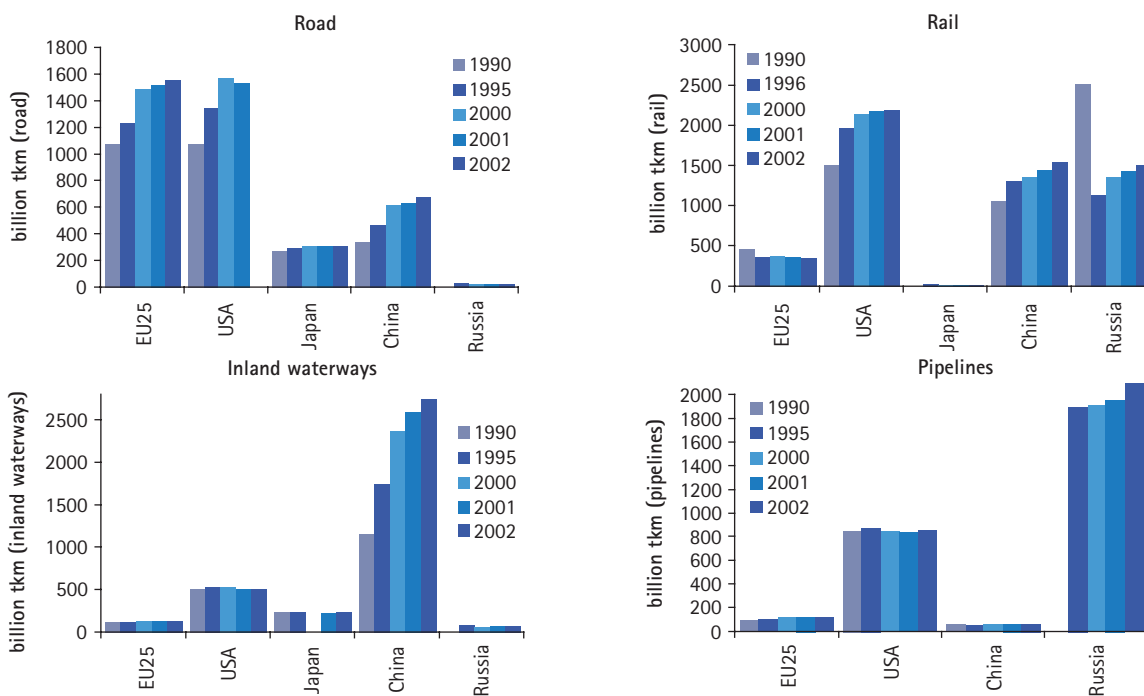 Road
billion tkm (road)
1800
1600
1400
1200
1000
800
600
400
200
0
1990
1995
2000
2001
2002
EU25
USA
Japan
China
Russia
Rail
billion tkm (rail)
3000
2500
2000
1500
1000
500
0
1990
1996
2000
2001
2002
EU25
USA
Japan
China
Russia
Inland waterways
billion tkm (inland waterways)
2500
2000
1500
1000
500
0
1990
1995
2000
2001
2002
EU25
USA
Japan
China
Russia
Pipelines
billion tkm (pipelines)
2000
1800
1600
1400
1200
1000
800
600
400
200
0
1990
1995
2000
2001
2002
EU25
USA
China
Russia